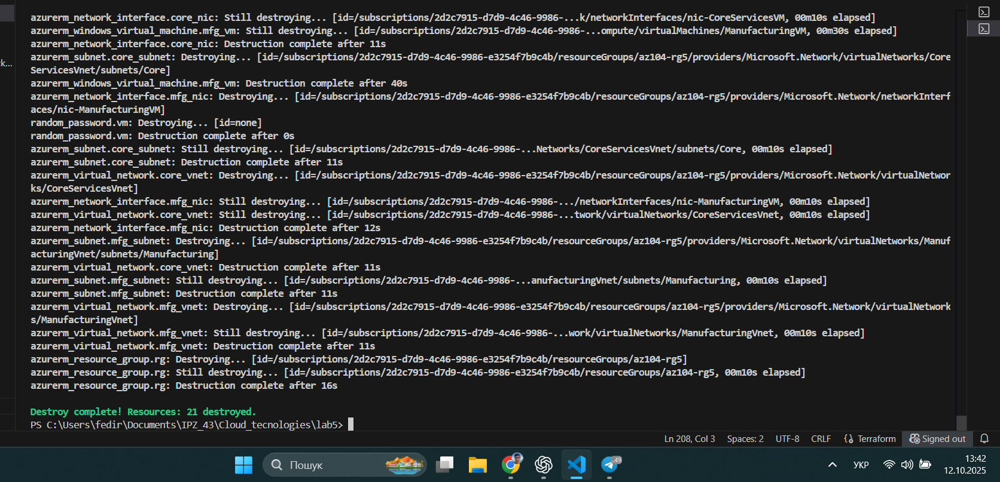 azurerm_network_interface.core_nic: Still destroying... [id=/subscriptions/2d2c7915-d7d9-4c46-9986-...k/networkInterfaces/nic-CoreServicesVM, 00m10s elapsed]
azurerm_windows_virtual_machine.mfg_vm: Still destroying... [id=/subscriptions/2d2c7915-d7d9-4c46-9986-...ompute/virtualMachines/ManufacturingVM, 00m30s elapsed]
azurerm_network_interface.core_nic: Destruction complete after 11s
azurerm_subnet.core_subnet: Destroying... [id=/subscriptions/2d2c7915-d7d9-4c46-9986-e3254f7b9c4b/resourceGroups/az104-rg5/providers/Microsoft.Network/virtualNetworks/Core
k...
ServicesVnet/subnets/Core]
azurerm_windows_virtual_machine.mfg_vm: Destruction complete after 40s
azurerm_network_interface.mfg_nic: Destroying... [id=/subscriptions/2d2c7915-d7d9-4c46-9986-e3254f7b9c4b/resourceGroups/az104-rg5/providers/Microsoft.Network/networkInterf
aces/nic-ManufacturingVM]
random_password.vm: Destroying... [id=none]
random_password.vm: Destruction complete after 0s
azurerm_subnet.core_subnet: Still destroying... [id=/subscriptions/2d2c7915-d7d9-4c46-9986-...Networks/CoreServicesVnet/subnets/Core, 00m10s elapsed]
azurerm_subnet.core_subnet: Destruction complete after 11s
azurerm_virtual_network.core_vnet: Destroying... [id=/subscriptions/2d2c7915-d7d9-4c46-9986-e3254f7b9c4b/resourceGroups/az104-rg5/providers/Microsoft.Network/virtualNetwor
ks/CoreServicesVnet]
azurerm_network_interface.mfg_nic: Still destroying... [id=/subscriptions/2d2c7915-d7d9-4c46-9986-.../networkInterfaces/nic-ManufacturingVM, 00m10s elapsed]
azurerm_virtual_network.core_vnet: Still destroying... [id=/subscriptions/2d2c7915-d7d9-4c46-9986-...twork/virtualNetworks/CoreServicesVnet, 00m10s elapsed]
azurerm_network_interface.mfg_nic: Destruction complete after 12s
azurerm_subnet.mfg_subnet: Destroying... [id=/subscriptions/2d2c7915-d7d9-4c46-9986-e3254f7b9c4b/resourceGroups/az104-rg5/providers/Microsoft.Network/virtualNetworks/Manuf
acturingVnet/subnets/Manufacturing]
azurerm_virtual_network.core_vnet: Destruction complete after 11s
azurerm_subnet.mfg_subnet: Still destroying... [id=/subscriptions/2d2c7915-d7d9-4c46-9986-...anufacturingVnet/subnets/Manufacturing, 00m10s elapsed]
azurerm_subnet.mfg_subnet: Destruction complete after 11s
azurerm_virtual_network.mfg_vnet: Destroying... [id=/subscriptions/2d2c7915-d7d9-4c46-9986-e3254f7b9c4b/resourceGroups/az104-rg5/providers/Microsoft.Network/virtualNetwork
s/ManufacturingVnet]
azurerm_virtual_network.mfg_vnet: Still destroying... [id=/subscriptions/2d2c7915-d7d9-4c46-9986-...work/virtualNetworks/ManufacturingVnet, 00m10s elapsed]
azurerm_virtual_network.mfg_vnet: Destruction complete after 11s
azurerm_resource_group.rg: Destroying... [id=/subscriptions/2d2c7915-d7d9-4c46-9986-e3254f7b9c4b/resourceGroups/az104-rg5]
azurerm_resource_group.rg: Still destroying... [id=/subscriptions/2d2c7915-d7d9-4c46-9986-e3254f7b9c4b/resourceGroups/az104-rg5, 00m10s elapsed]
azurerm_resource_group.rg: Destruction complete after 16s
Destroy complete! Resources: 21 destroyed.
PS C:\Users\fedir\Documents\IPZ_43\Cloud_tecnologies\lab5>
Ln 208, Col 3 Spaces: 2 UTF-8 CRLF Terraform Signed out
Пошук
49
УКР
13:42
12.10.2025